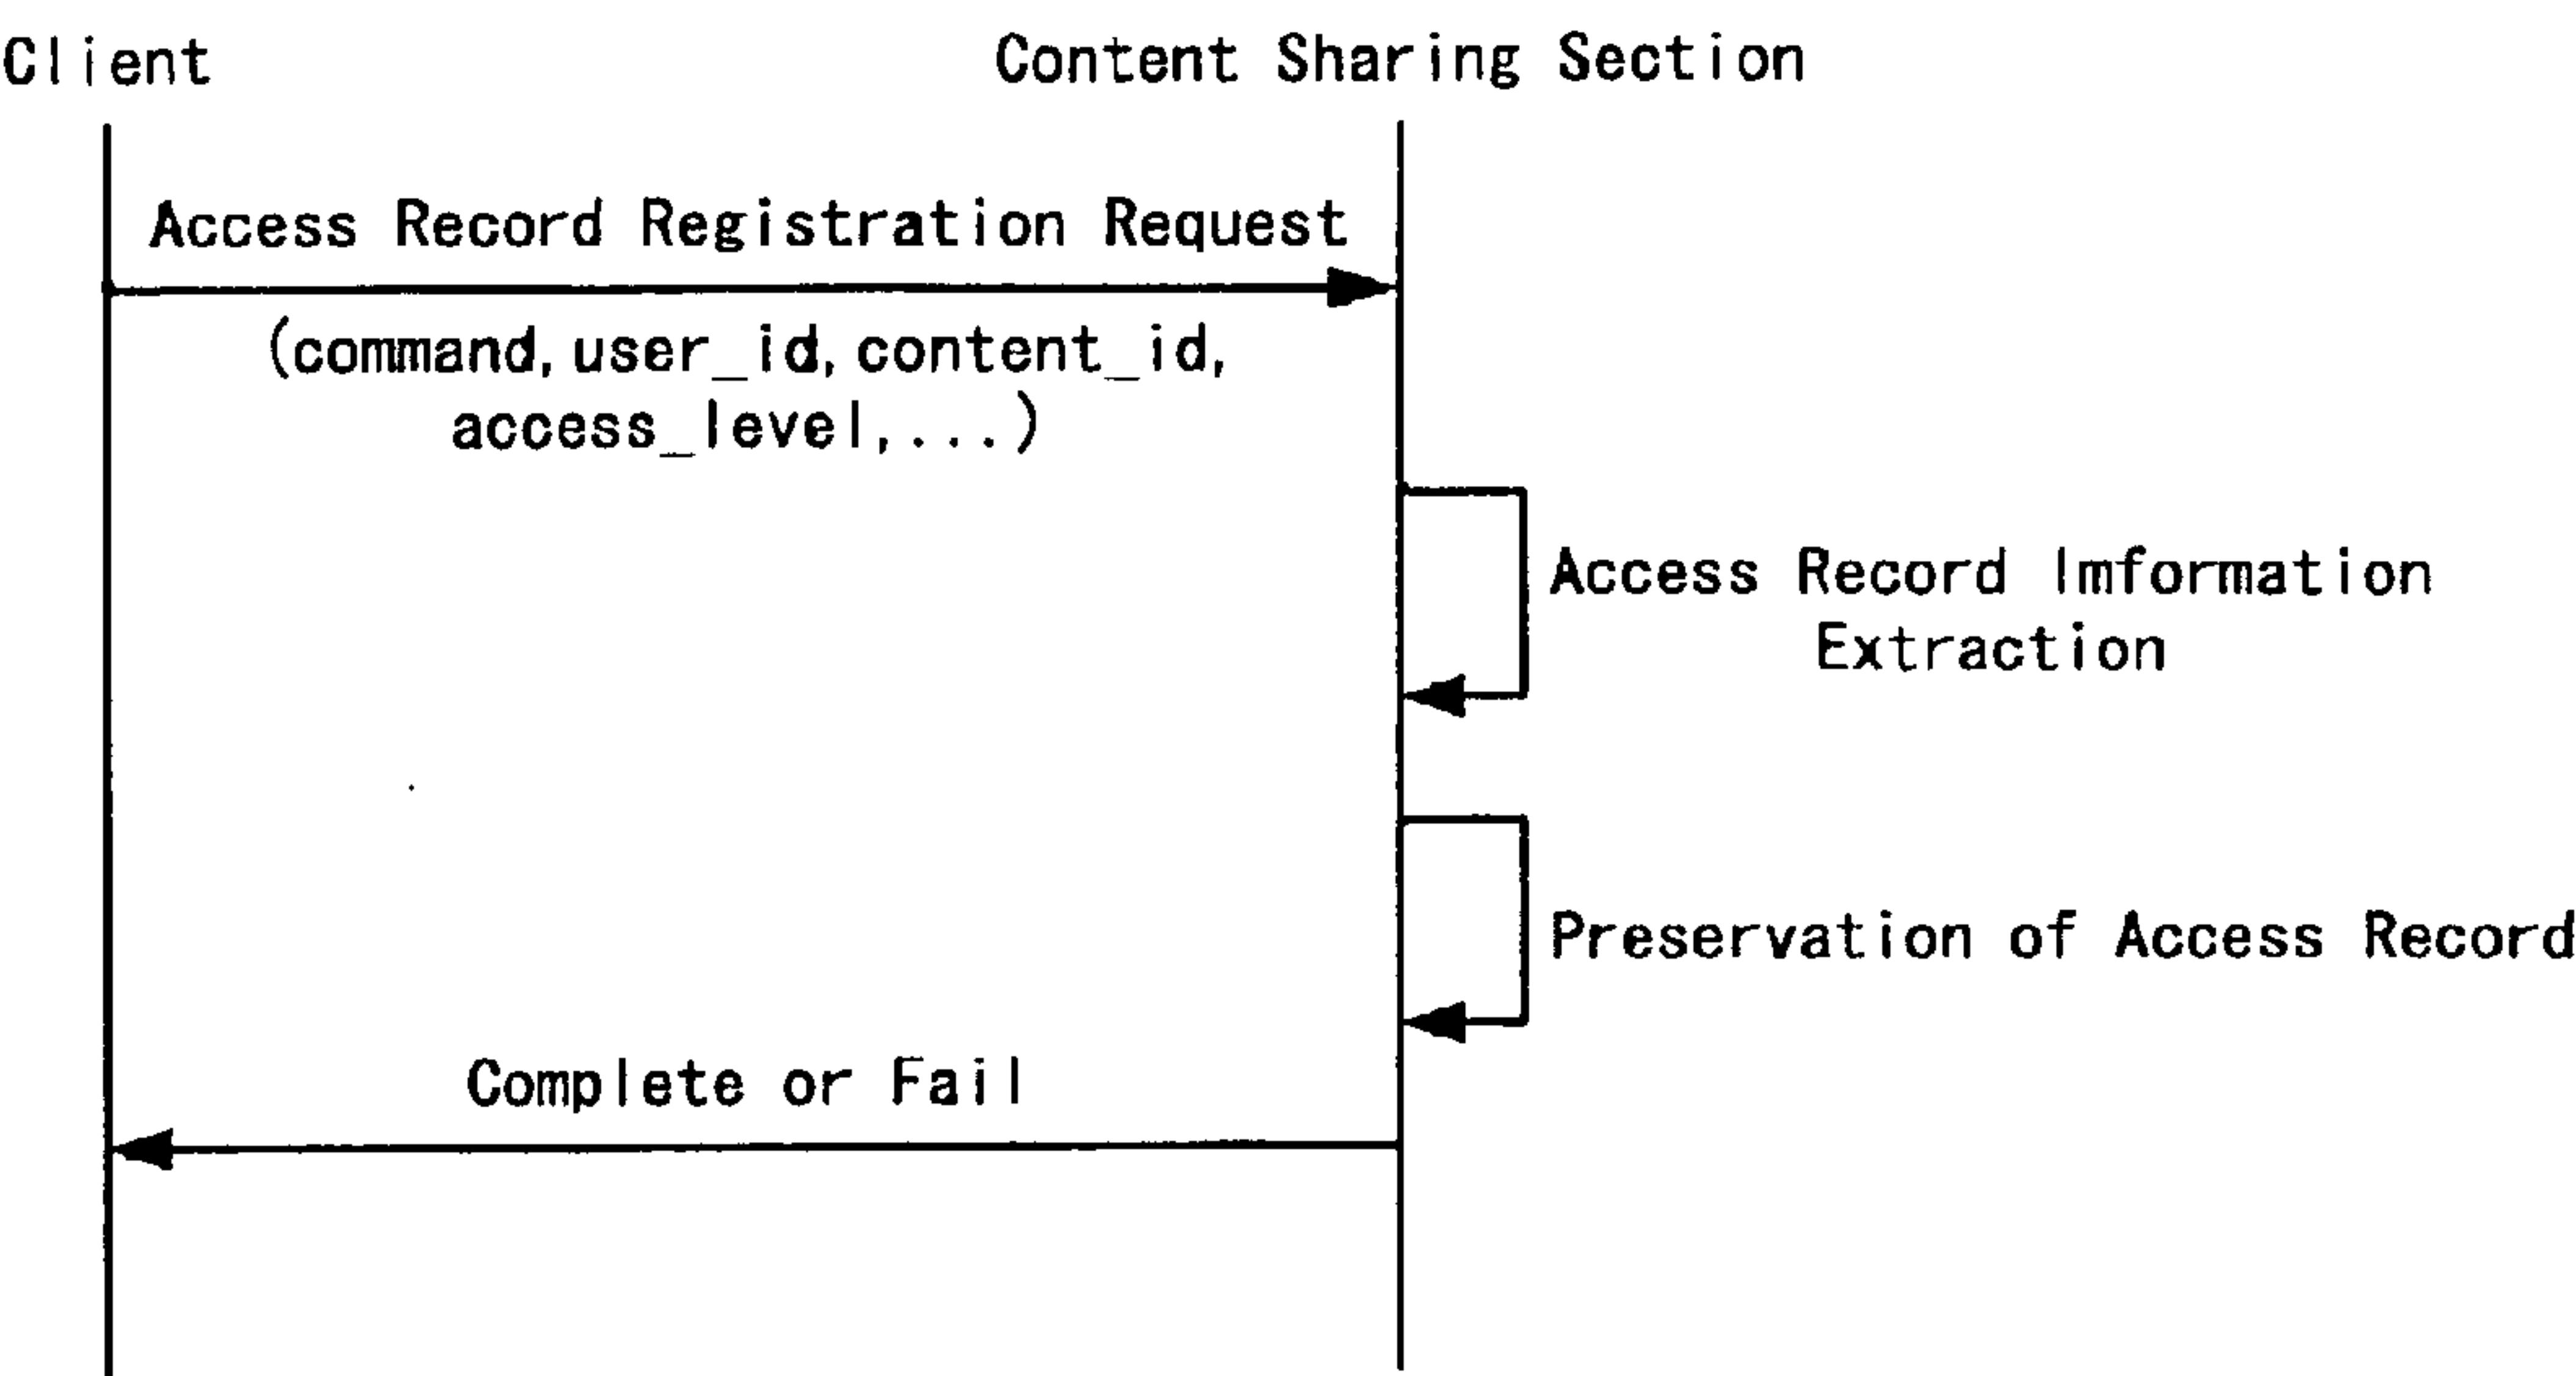 Client
Content Sharing Section
Access Record Registration Request
(command, user_id, content_id,
access_level, ...)
Access Record Imformation
Extraction
Preservation of Access Record
Complete or Fail